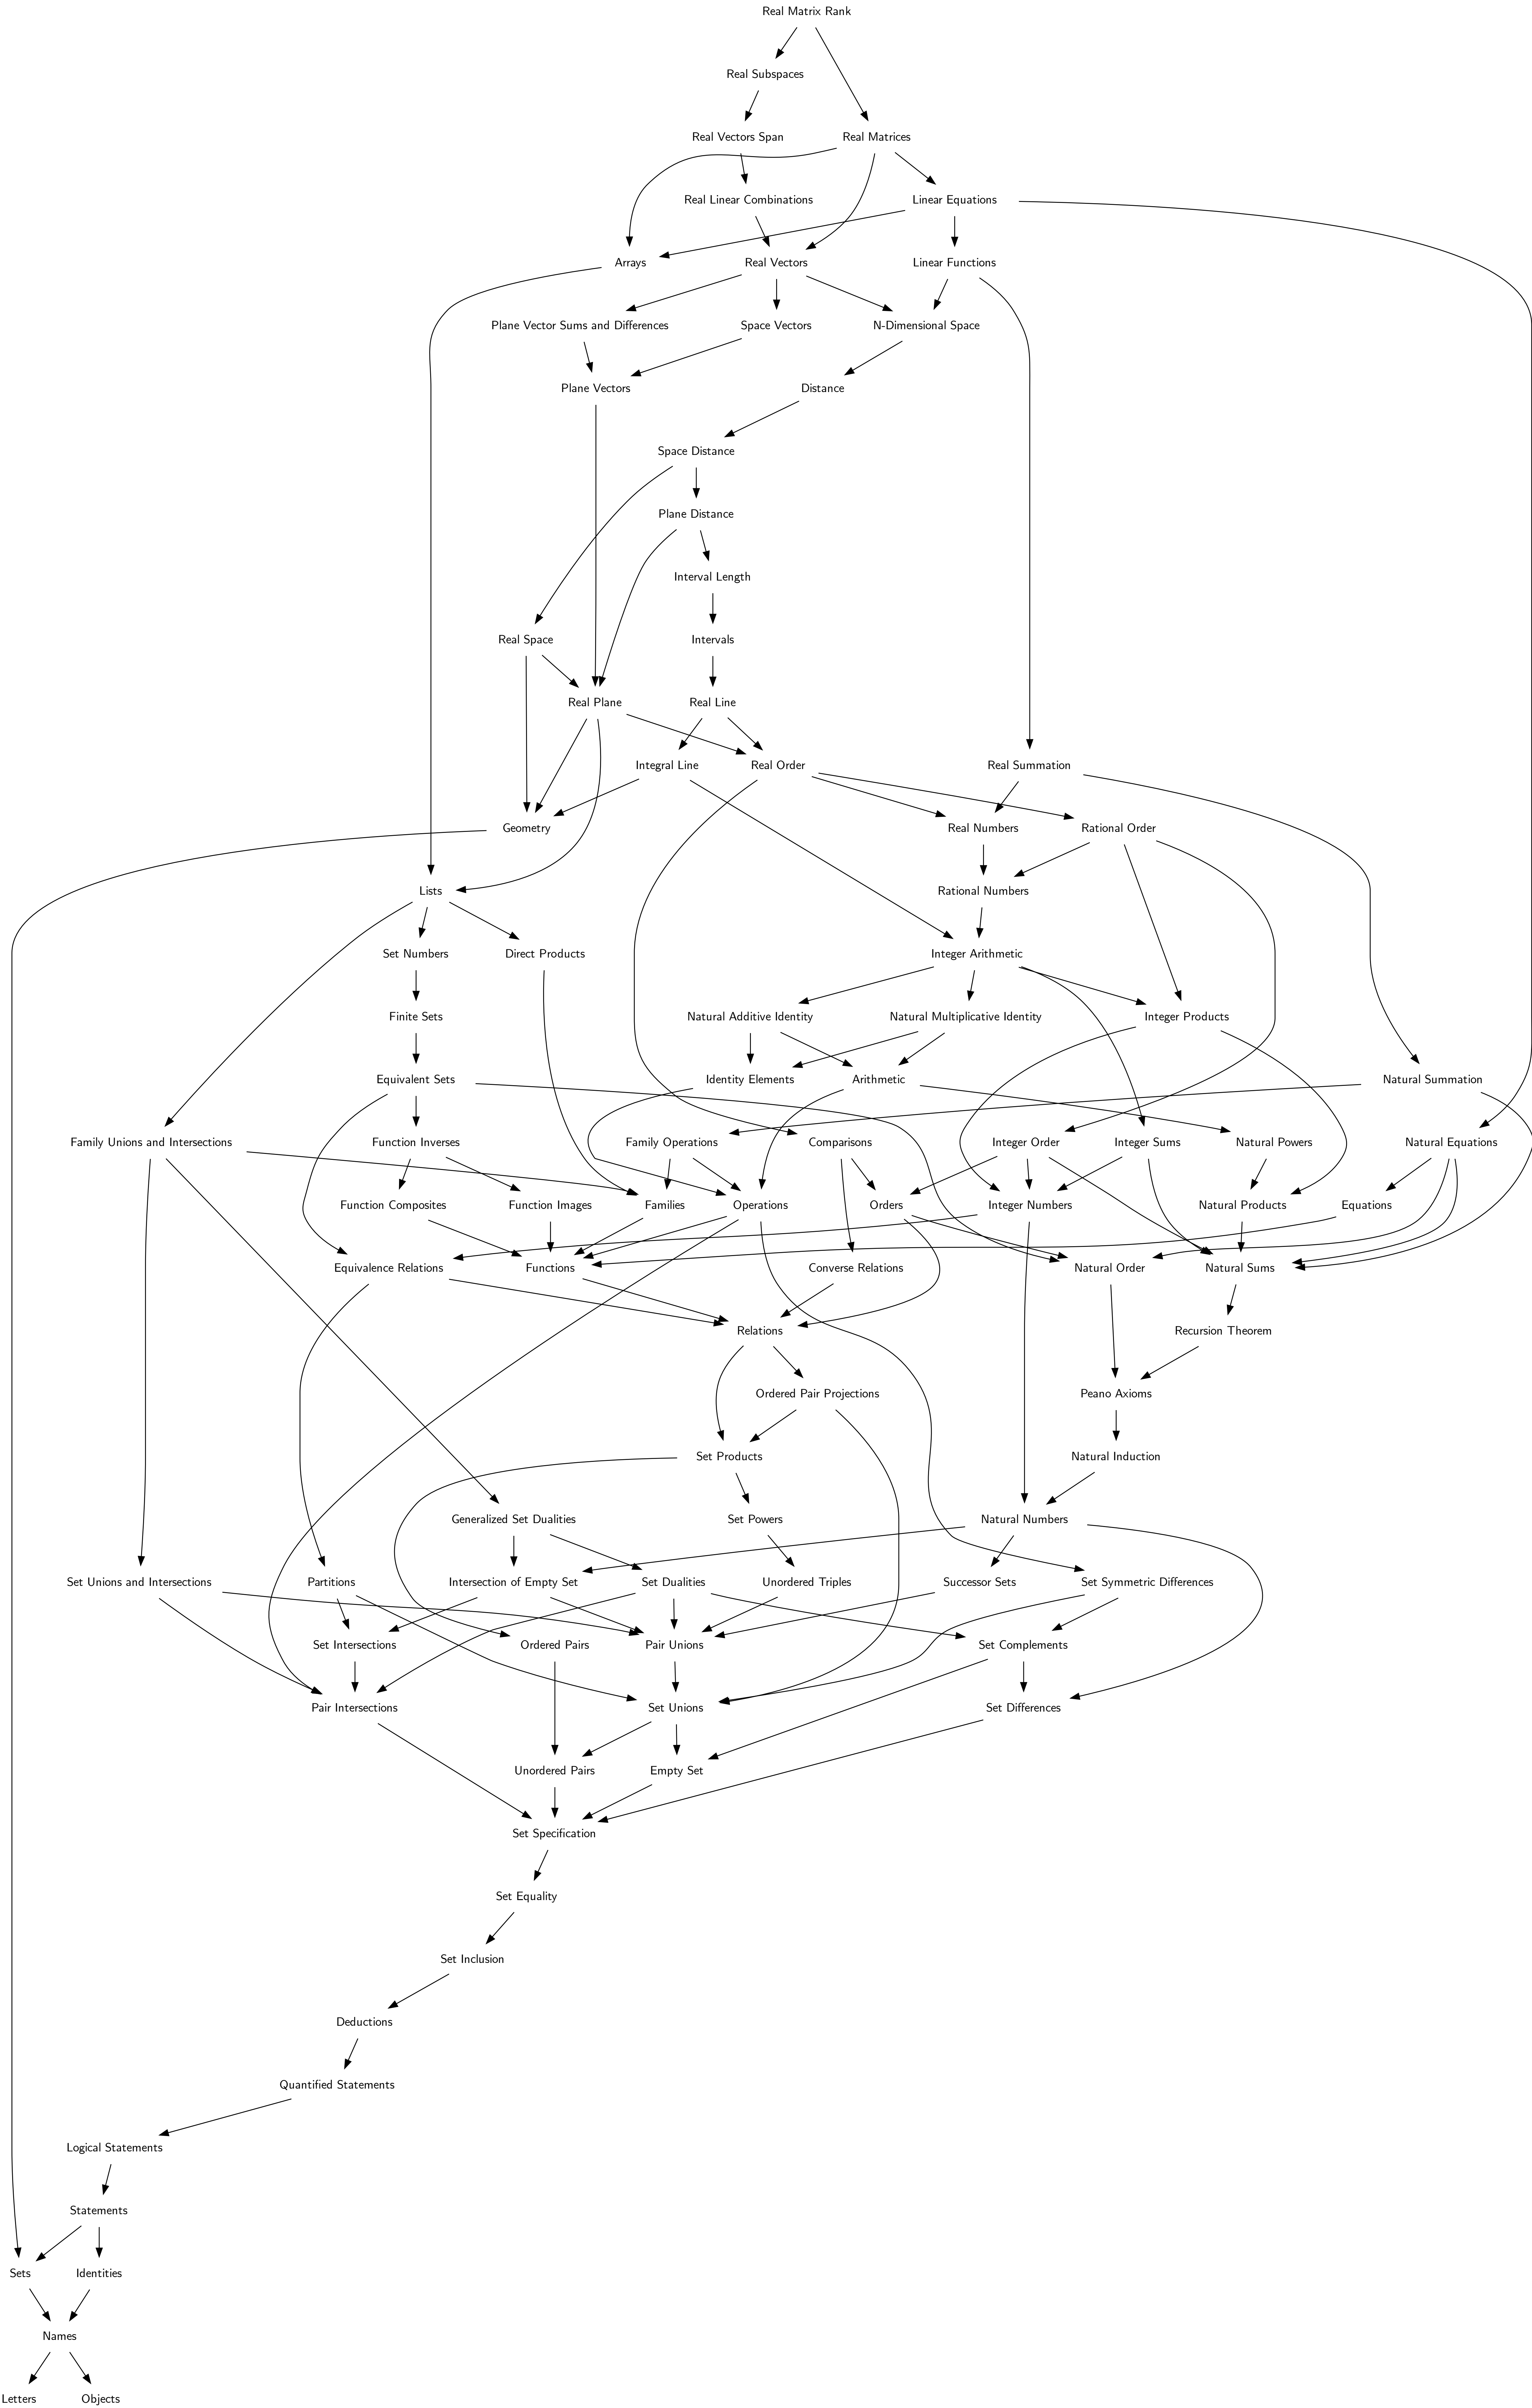 Real Matrix Rank
Real Subspaces
Real Vectors Span
Real Matrices
Real Linear Combinations
Linear Equations
Arrays
Real Vectors
Linear Functions
Plane Vector Sums and Differences
Space Vectors
N-Dimensional Space
Plane Vectors
Distance
Space Distance
Plane Distance
Interval Length
Real Space
Intervals
Real Plane
Real Line
Integral Line
Real Order
Real Summation
Geometry
Real Numbers
Rational Order
Lists
Rational Numbers
Set Numbers
Direct Products
Integer Arithmetic
Finite Sets
Natural Additive Identity
Natural Multiplicative Identity
Integer Products
Equivalent Sets
Identity Elements
Arithmetic
Natural Summation
Family Unions and Intersections
Function Inverses
Family Operations
Comparisons
Integer Order
Integer Sums
Natural Powers
Natural Equations
Function Composites
Function Images
Families
Operations
Orders
Integer Numbers
Natural Products
Equations
Equivalence Relations
Functions
Converse Relations
Natural Order
Natural Sums
Relations
Recursion Theorem
Ordered Pair Projections
Peano Axioms
Set Products
Natural Induction
Generalized Set Dualities
Set Powers
Natural Numbers
Set Unions and Intersections
Partitions
Intersection of Empty Set
Set Dualities
Unordered Triples
Successor Sets
Set Symmetric Differences
Set Intersections
Ordered Pairs
Pair Unions
Set Complements
Pair Intersections
Set Unions
Set Differences
Unordered Pairs
Empty Set
Set Specification
Set Equality
Set Inclusion
Deductions
Quantified Statements
Logical Statements
Statements
Sets
Identities
Names
Letters
Objects